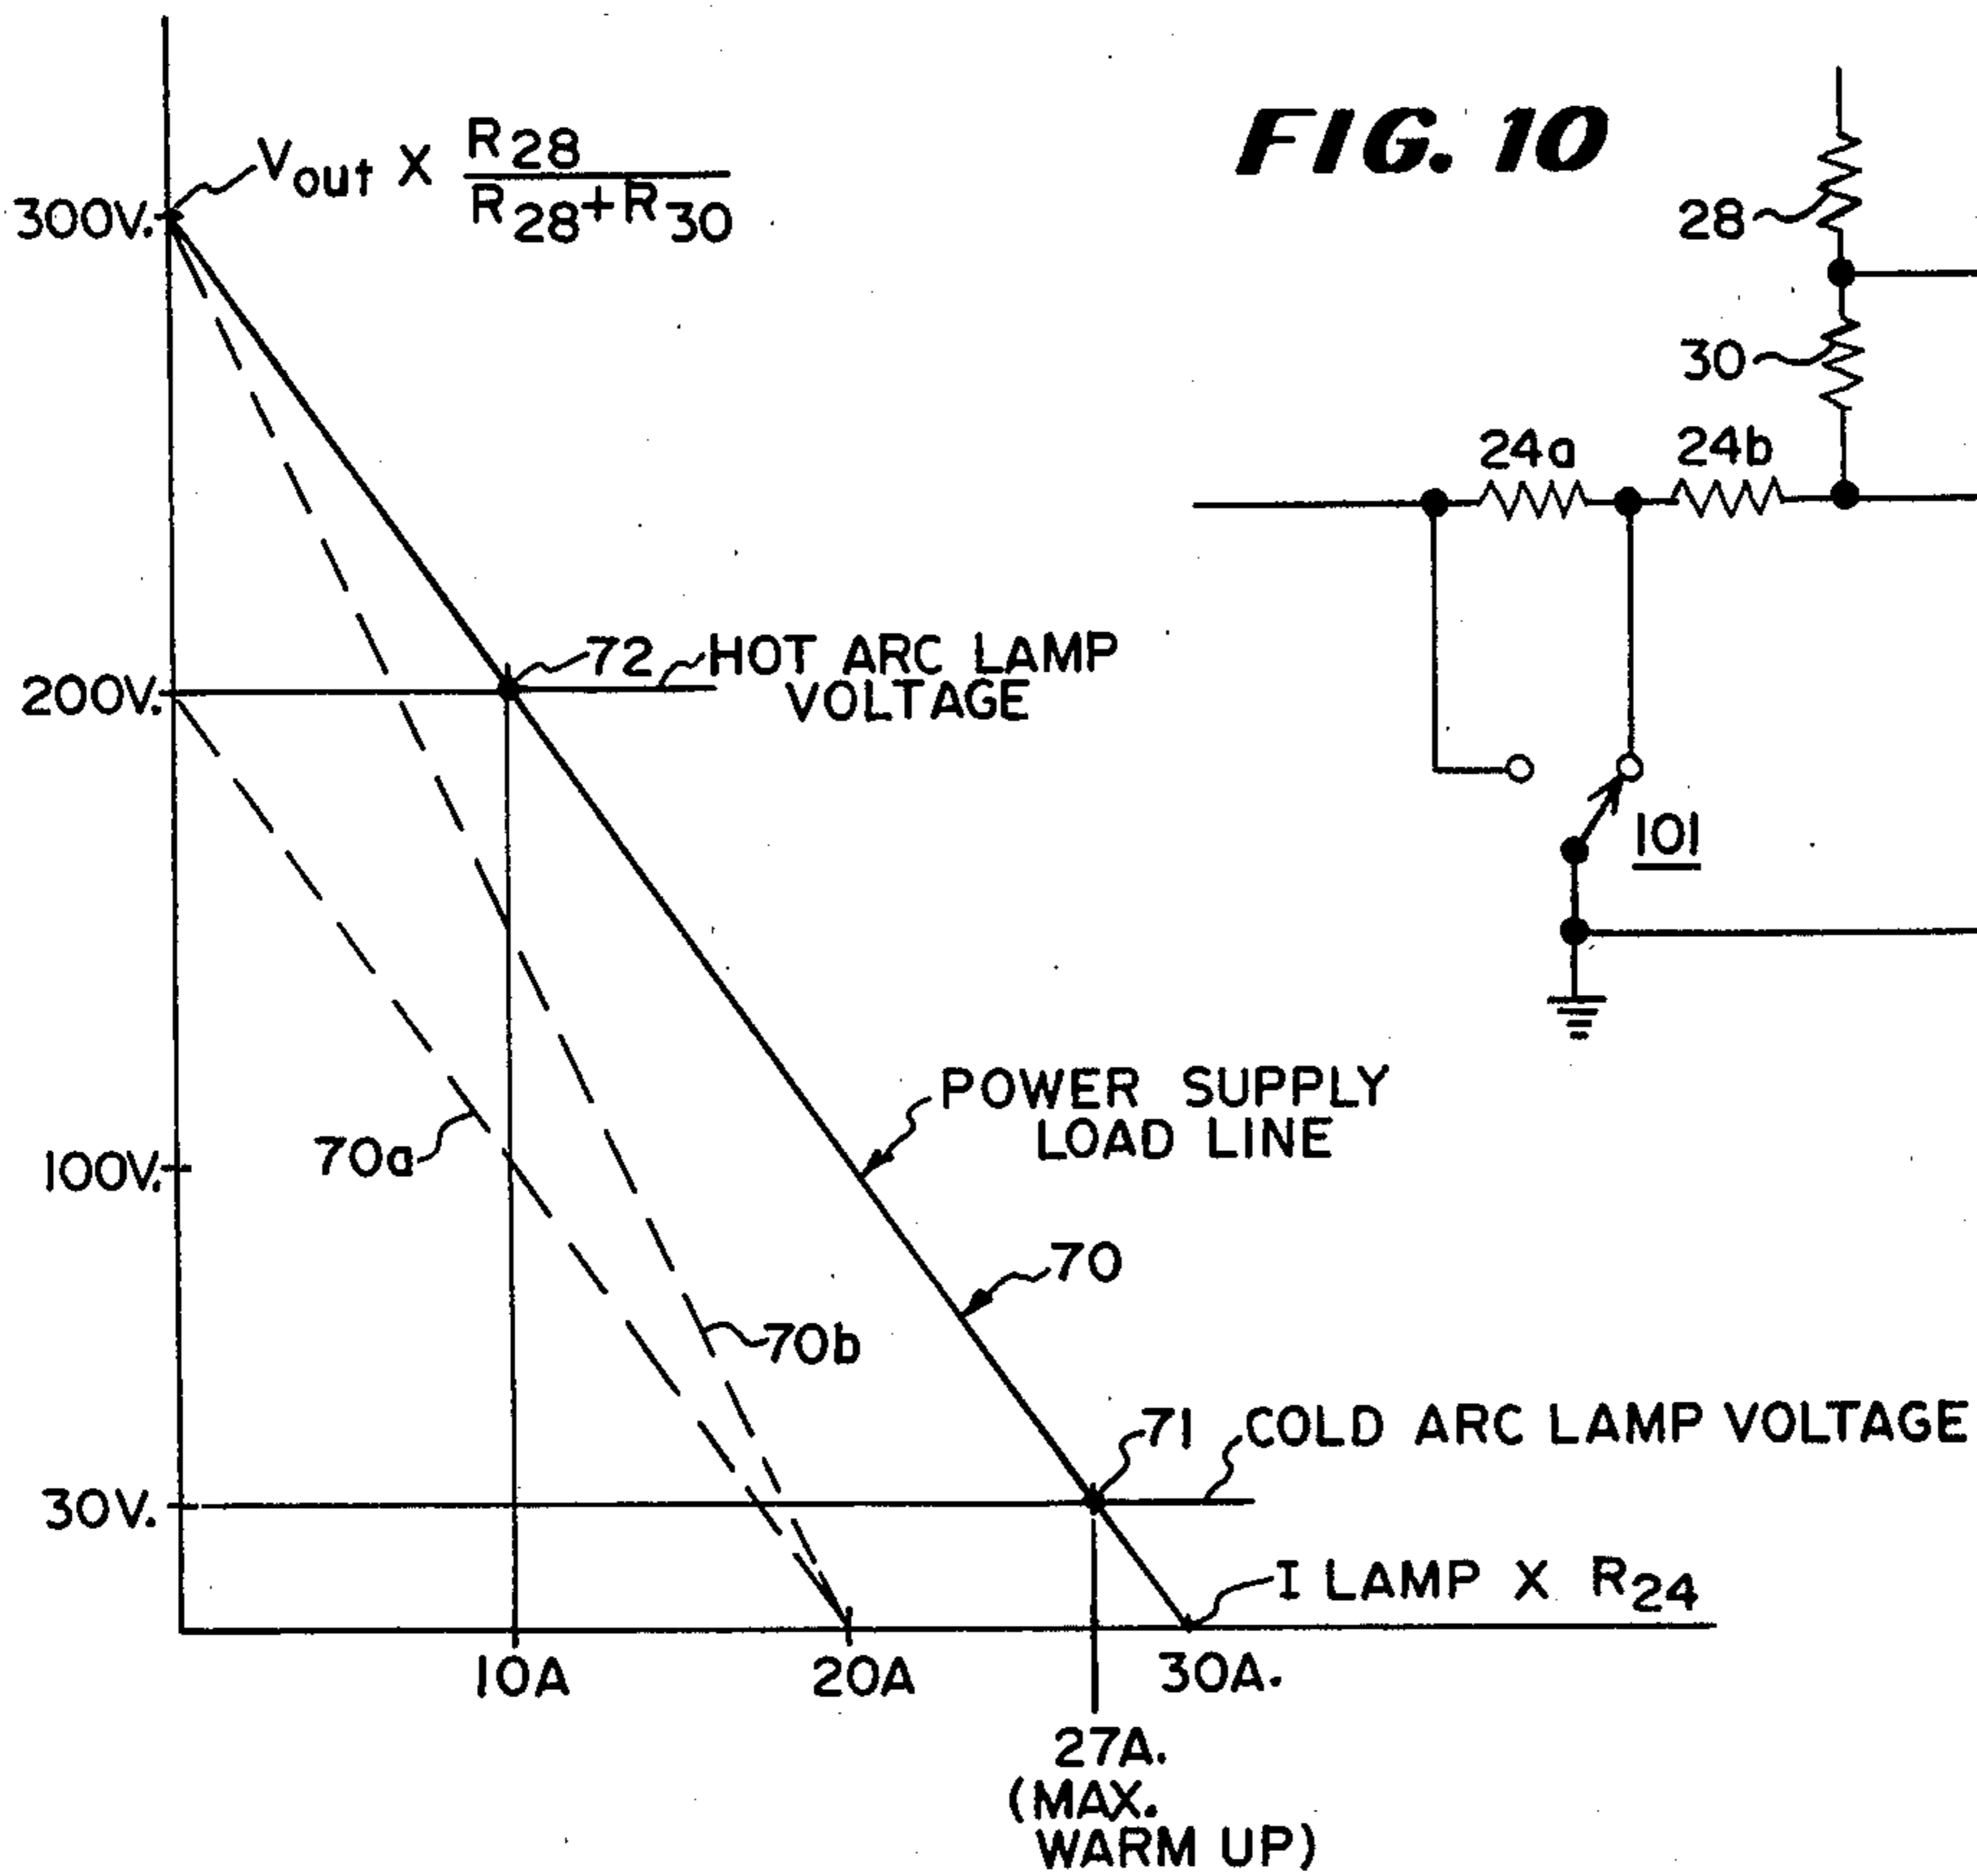 FIG. 10
Vout X R28
R28+R30
300V.
28
30
24a 24b
200V.
72 HOT ARC LAMP
VOLTAGE
101
POWER SUPPLY
LOAD LINE
70a
100V.
70
70b
71 COLD ARC LAMP VOLTAGE
30V.
I LAMP X R24
10A 20A 30A.
27A.
(MAX.
WARM UP)